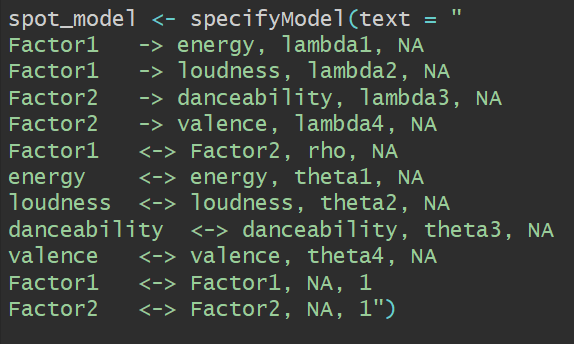 spot_model <- specifyModel(text = "
Factor1   -> energy, lambda1, NA
Factor1   -> loudness, lambda2, NA
Factor2   -> danceability, lambda3, NA
Factor2   -> valence, lambda4, NA
Factor1   <-> Factor2, rho, NA
energy    <-> energy, theta1, NA
loudness  <-> loudness, theta2, NA
danceability  <-> danceability, theta3, NA
valence   <-> valence, theta4, NA
Factor1   <-> Factor1, NA, 1
Factor2   <-> Factor2, NA, 1")